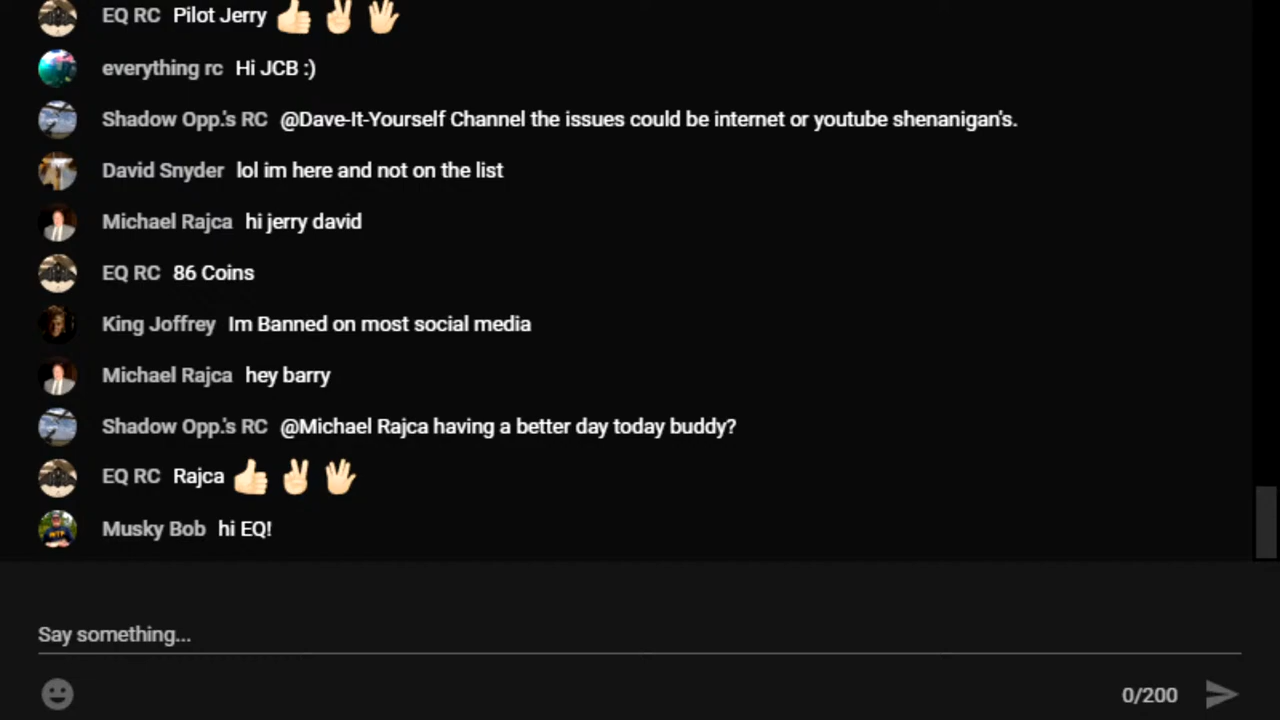 EQ RC Pilot Jerry 👍🏻 ✌🏻 🖖🏻
everything rc Hi JCB :)
Shadow Opp.'s RC @Dave-It-Yourself Channel the issues could be internet or youtube shenanigan's.
David Snyder lol im here and not on the list
Michael Rajca hi jerry david
EQ RC 86 Coins
King Joffrey Im Banned on most social media
Michael Rajca hey barry
Shadow Opp.'s RC @Michael Rajca having a better day today buddy?
EQ RC Rajca 👍🏻 ✌🏻 🖖🏻
Musky Bob hi EQ!
Say something...
0/200